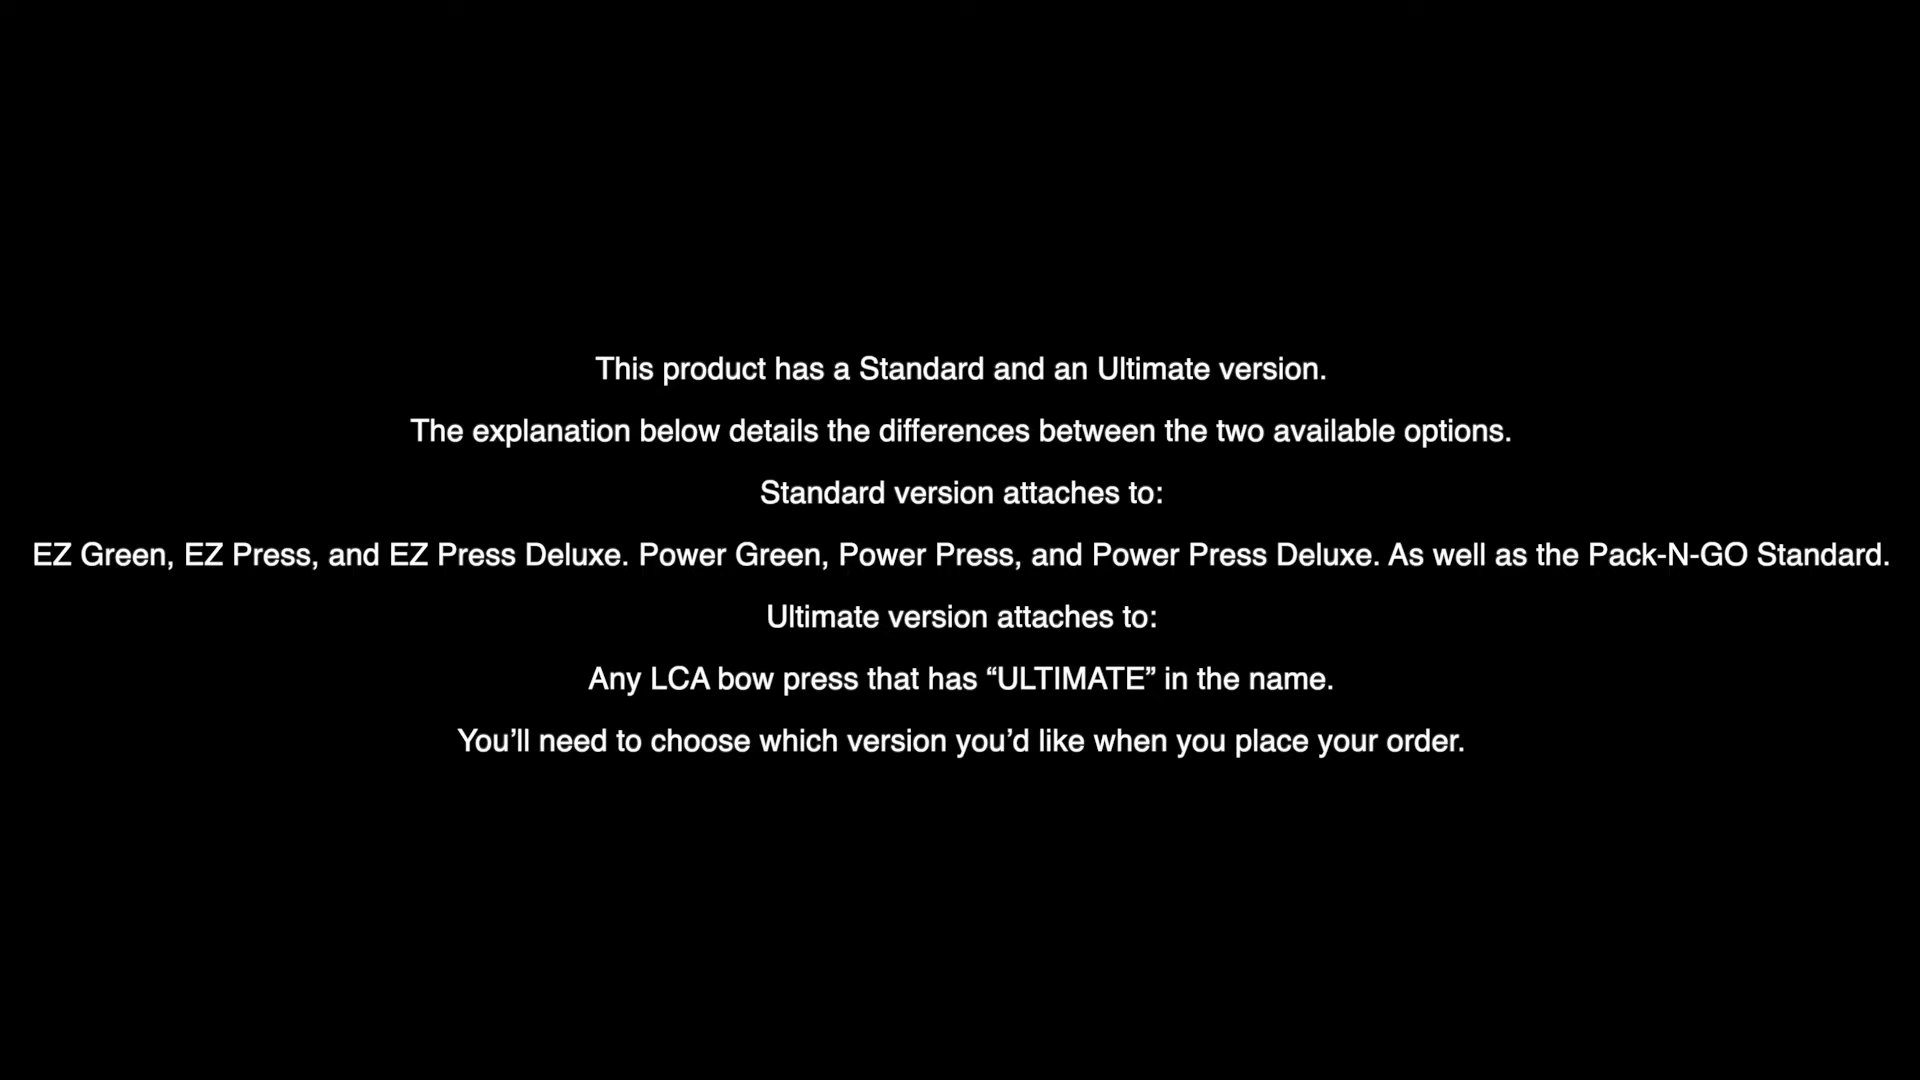 This product has a Standard and an Ultimate version.
The explanation below details the differences between the two available options.
Standard version attaches to:
EZ Green, EZ Press, and EZ Press Deluxe. Power Green, Power Press, and Power Press Deluxe. As well as the Pack-N-GO Standard.
Ultimate version attaches to:
Any LCA bow press that has “ULTIMATE” in the name.
You’ll need to choose which version you’d like when you place your order.